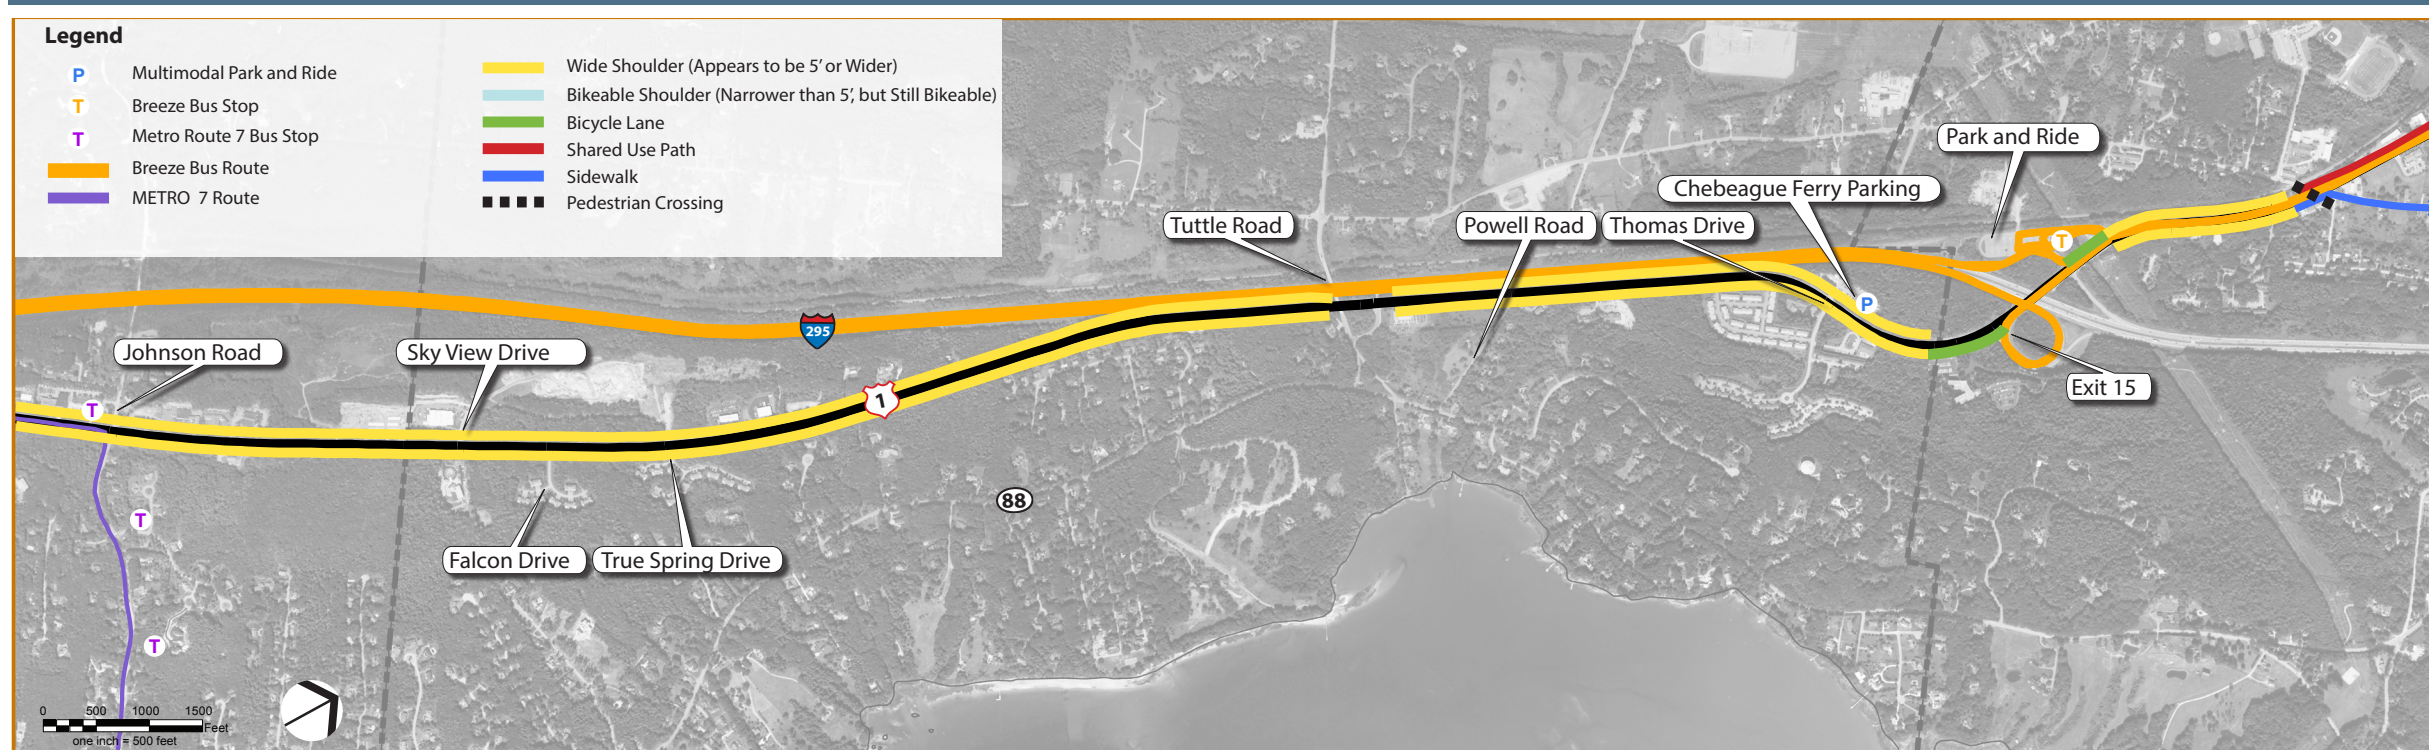 Legend
P Multimodal Park and Ride
T Breeze Bus Stop
T Metro Route 7 Bus Stop
Breeze Bus Route
METRO 7 Route
Wide Shoulder (Appears to be 5' or Wider)
Bikeable Shoulder (Narrower than 5', but Still Bikeable)
Bicycle Lane
Shared Use Path
Sidewalk
Pedestrian Crossing
Park and Ride
Chebeague Ferry Parking
Tuttle Road
Powell Road
Thomas Drive
T
P
295
Johnson Road
Sky View Drive
Exit 15
T
1
88
T
Falcon Drive
True Spring Drive
T
0 500 1000 1500
Feet
one inch = 500 feet